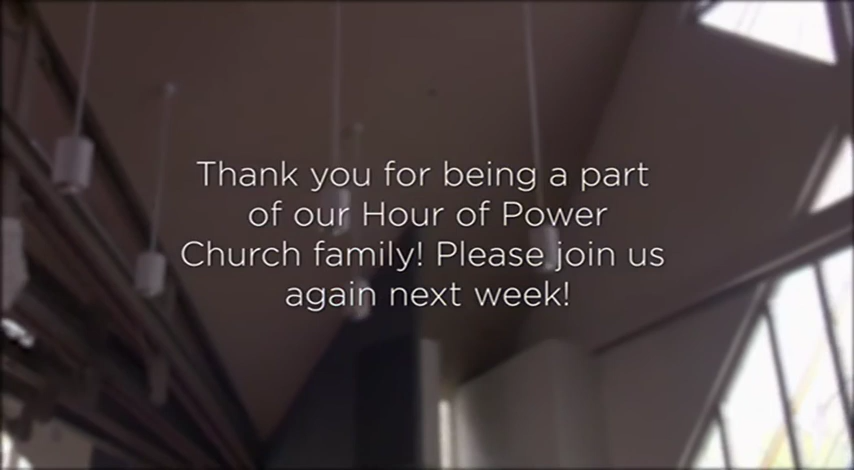 Thank you for being a part
of our Hour of Power
Church family! Please join us
again next week!